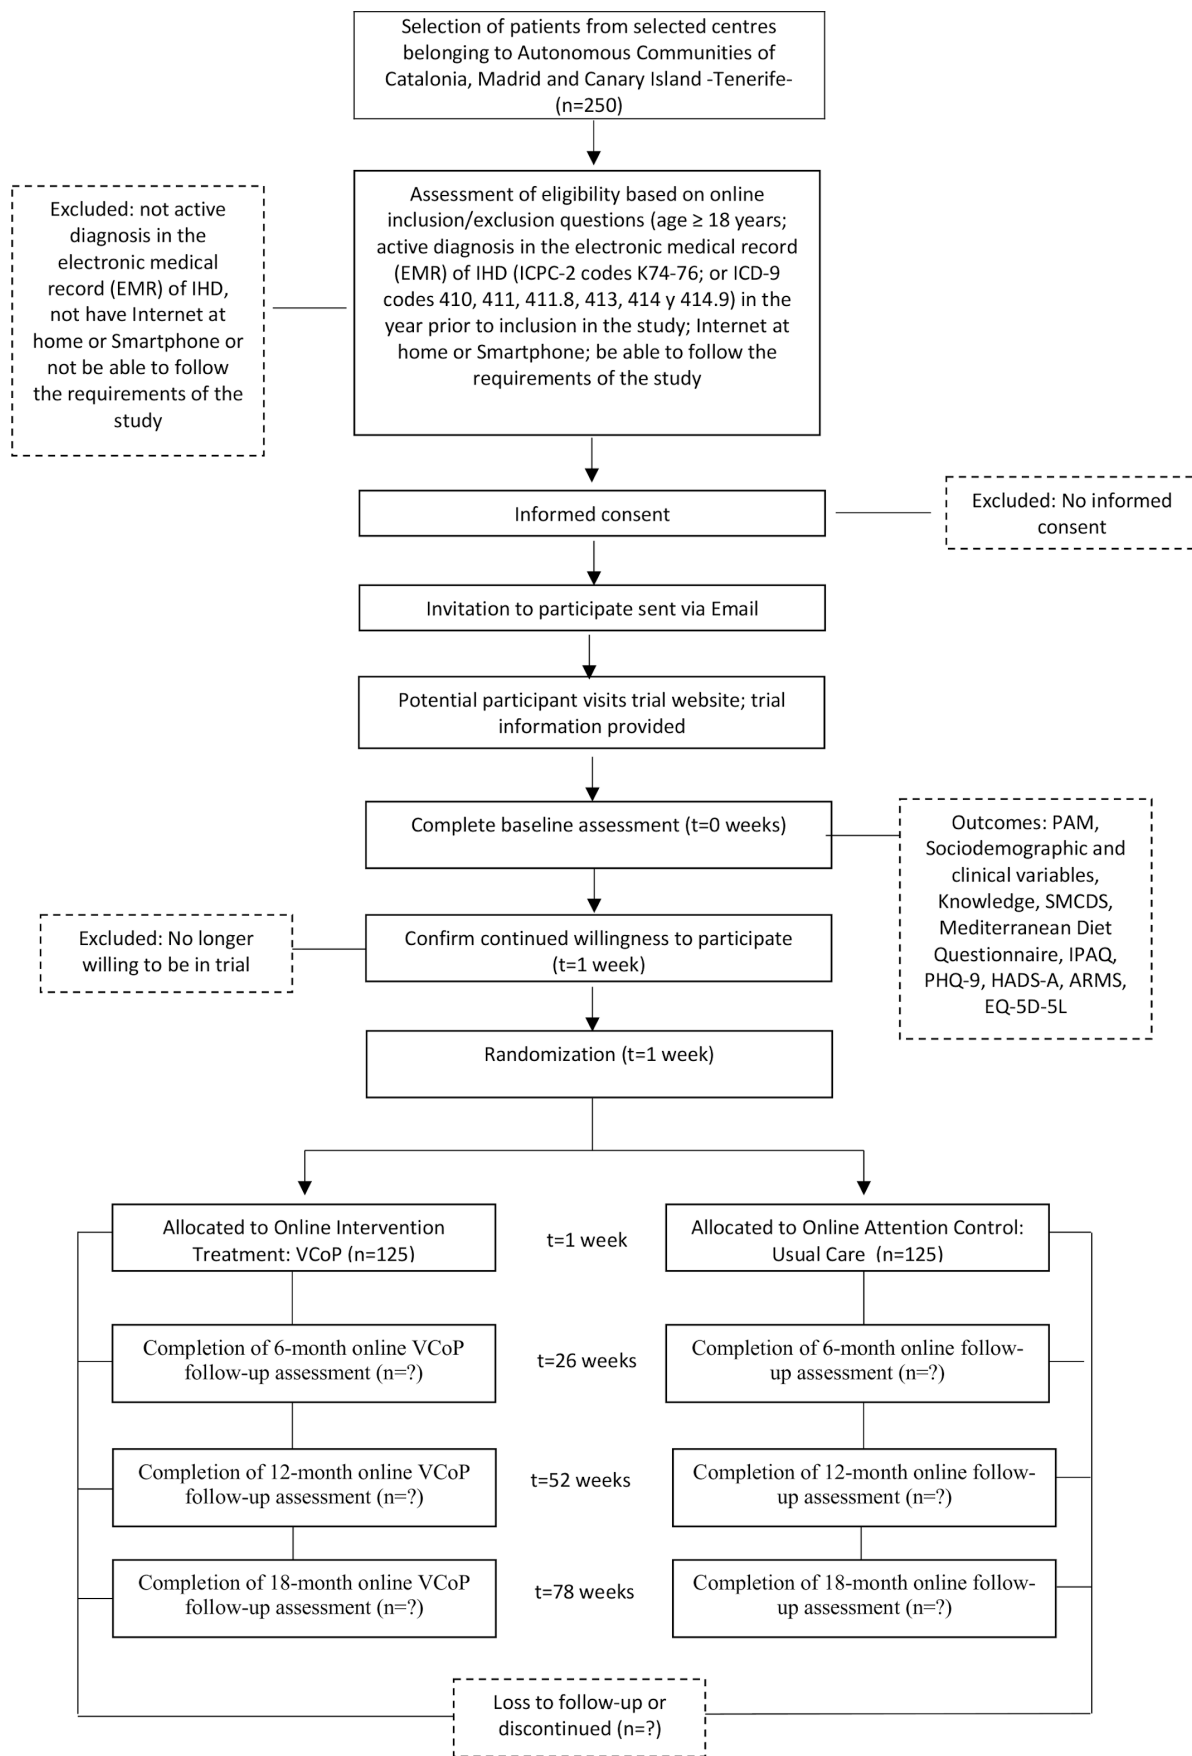 Selection of patients from selected centres
belonging to Autonomous Communities of
Catalonia, Madrid and Canary Island -Tenerife-
(n=250)
Excluded: not active
diagnosis in the
electronic medical
record (EMR) of IHD,
not have Internet at
home or Smartphone or
not be able to follow
the requirements of the
study
Assessment of eligibility based on online
inclusion/exclusion questions (age ≥ 18 years;
active diagnosis in the electronic medical record
(EMR) of IHD (ICPC-2 codes K74-76; or ICD-9
codes 410, 411, 411.8, 413, 414 y 414.9) in the
year prior to inclusion in the study; Internet at
home or Smartphone; be able to follow the
requirements of the study
Informed consent
Excluded: No informed
consent
Invitation to participate sent via Email
Potential participant visits trial website; trial
information provided
Complete baseline assessment (t=0 weeks)
Outcomes: PAM,
Sociodemographic and
clinical variables,
Knowledge, SMCDS,
Mediterranean Diet
Questionnaire, IPAQ,
PHQ-9, HADS-A, ARMS,
EQ-5D-5L
Excluded: No longer
willing to be in trial
Confirm continued willingness to participate
(t=1 week)
Randomization (t=1 week)
Allocated to Online Intervention
Treatment: VCoP (n=125)
t=1 week
Allocated to Online Attention Control:
Usual Care (n=125)
Completion of 6-month online VCoP
follow-up assessment (n=?)
t=26 weeks
Completion of 6-month online follow-
up assessment (n=?)
Completion of 12-month online VCoP
follow-up assessment (n=?)
t=52 weeks
Completion of 12-month online follow-
up assessment (n=?)
Completion of 18-month online VCoP
follow-up assessment (n=?)
t=78 weeks
Completion of 18-month online follow-
up assessment (n=?)
Loss to follow-up or
discontinued (n=?)